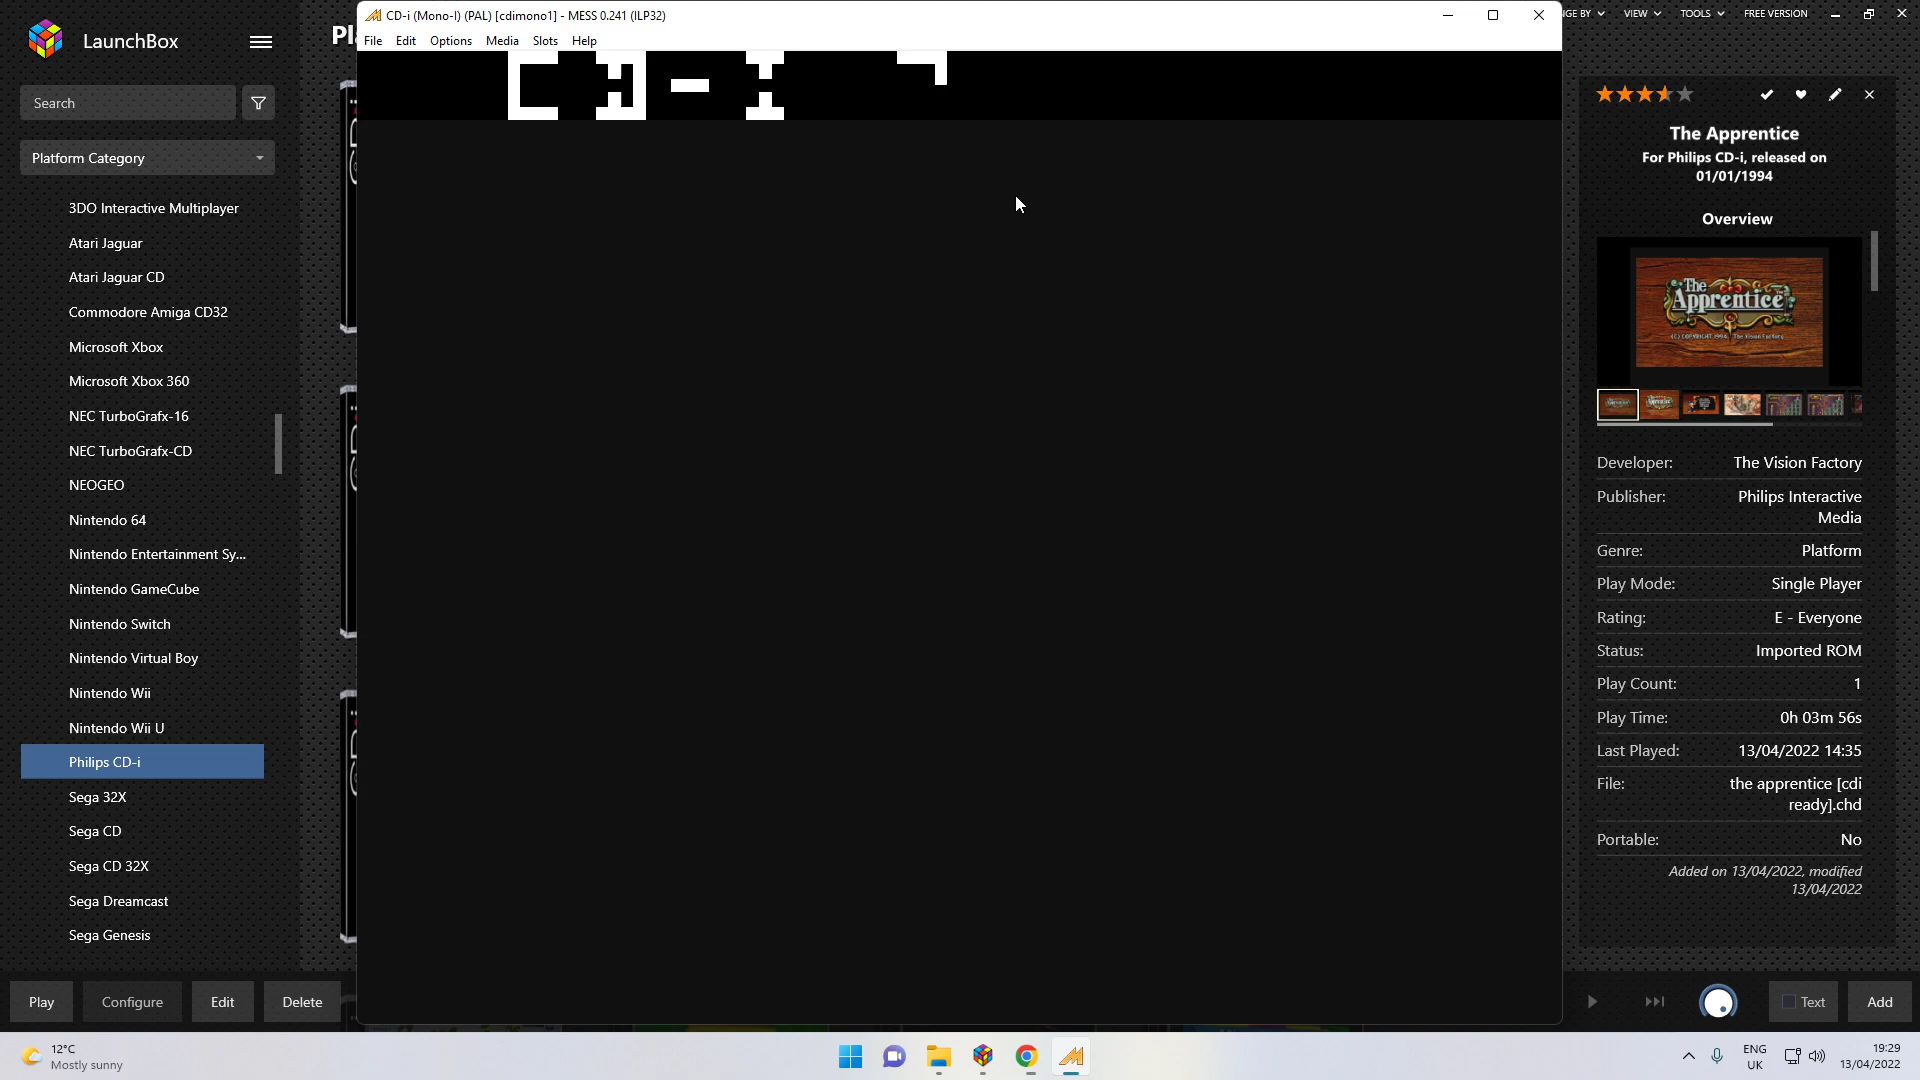 LaunchBox
Search
Platform Category
3DO Interactive Multiplayer
Atari Jaguar
Atari Jaguar CD
Commodore Amiga CD32
Microsoft Xbox
Microsoft Xbox 360
NEC TurboGrafx-16
NEC TurboGrafx-CD
NEOGEO
Nintendo 64
Nintendo Entertainment Sy...
Nintendo GameCube
Nintendo Switch
Nintendo Virtual Boy
Nintendo Wii
Nintendo Wii U
Philips CD-i
Sega 32X
Sega CD
Sega CD 32X
Sega Dreamcast
Sega Genesis
Play
Configure
Edit
Delete
Pl
CD-i (Mono-I) (PAL) [cdimono1] - MESS 0.241 (ILP32)
File Edit Options Media Slots Help
NGE BY VIEW TOOLS FREE VERSION
The Apprentice
For Philips CD-i, released on
01/01/1994
Overview
The
Apprentice
(C) COPYRIGHT 1994 The Vision Factory
Developer: The Vision Factory
Publisher: Philips Interactive
Media
Genre: Platform
Play Mode: Single Player
Rating: E - Everyone
Status: Imported ROM
Play Count: 1
Play Time: 0h 03m 56s
Last Played: 13/04/2022 14:35
File: the apprentice [cdi
ready].chd
Portable: No
Added on 13/04/2022, modified
13/04/2022
Text
Add
12°C
Mostly sunny
ENG
UK
19:29
13/04/2022